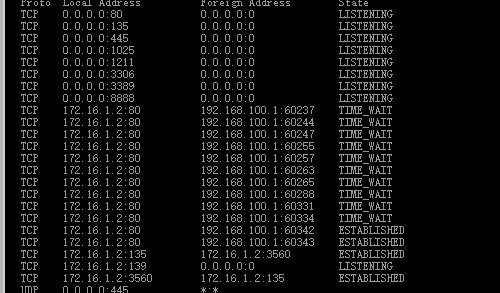 Proto Local Address Foreign Address State
TCP 0.0.0.0:80 0.0.0.0:0 LISTENING
TCP 0.0.0.0:135 0.0.0.0:0 LISTENING
TCP 0.0.0.0:445 0.0.0.0:0 LISTENING
TCP 0.0.0.0:1025 0.0.0.0:0 LISTENING
TCP 0.0.0.0:1211 0.0.0.0:0 LISTENING
TCP 0.0.0.0:3306 0.0.0.0:0 LISTENING
TCP 0.0.0.0:3389 0.0.0.0:0 LISTENING
TCP 0.0.0.0:8888 0.0.0.0:0 LISTENING
TCP 172.16.1.2:80 192.168.100.1:60237 TIME_WAIT
TCP 172.16.1.2:80 192.168.100.1:60244 TIME_WAIT
TCP 172.16.1.2:80 192.168.100.1:60247 TIME_WAIT
TCP 172.16.1.2:80 192.168.100.1:60255 TIME_WAIT
TCP 172.16.1.2:80 192.168.100.1:60257 TIME_WAIT
TCP 172.16.1.2:80 192.168.100.1:60263 TIME_WAIT
TCP 172.16.1.2:80 192.168.100.1:60265 TIME_WAIT
TCP 172.16.1.2:80 192.168.100.1:60288 TIME_WAIT
TCP 172.16.1.2:80 192.168.100.1:60331 TIME_WAIT
TCP 172.16.1.2:80 192.168.100.1:60334 TIME_WAIT
TCP 172.16.1.2:80 192.168.100.1:60342 ESTABLISHED
TCP 172.16.1.2:80 192.168.100.1:60343 ESTABLISHED
TCP 172.16.1.2:135 172.16.1.2:3560 ESTABLISHED
TCP 172.16.1.2:139 0.0.0.0:0 LISTENING
TCP 172.16.1.2:3560 172.16.1.2:135 ESTABLISHED
UDP 0.0.0.0:445 *:*